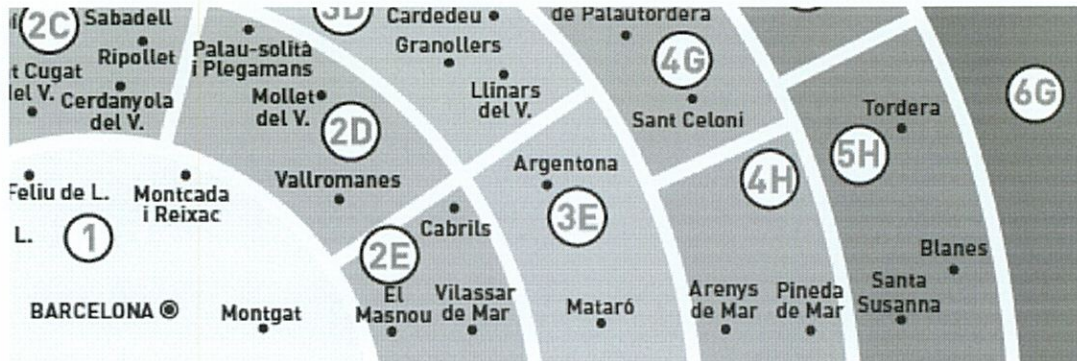 2C
Sabadell
Ripollet
t Cugat
del V.
Cerdanyola
del V.
Palau-solità
i Plegamans
Mollet
del V.
2D
Vallromanes
3D
Cardedeu
Granollers
Llinars
del V.
de Palautordera
4G
Sant Celoni
Tordera
6G
5H
4H
Argentona
3E
Feliu de L.
Montcada
i Reixac
L.
1
Cabrils
2E
BARCELONA
Montgat
El
Masnou
Vilassar
de Mar
Mataró
Arenys
de Mar
Pineda
de Mar
Blanes
Santa
Susanna